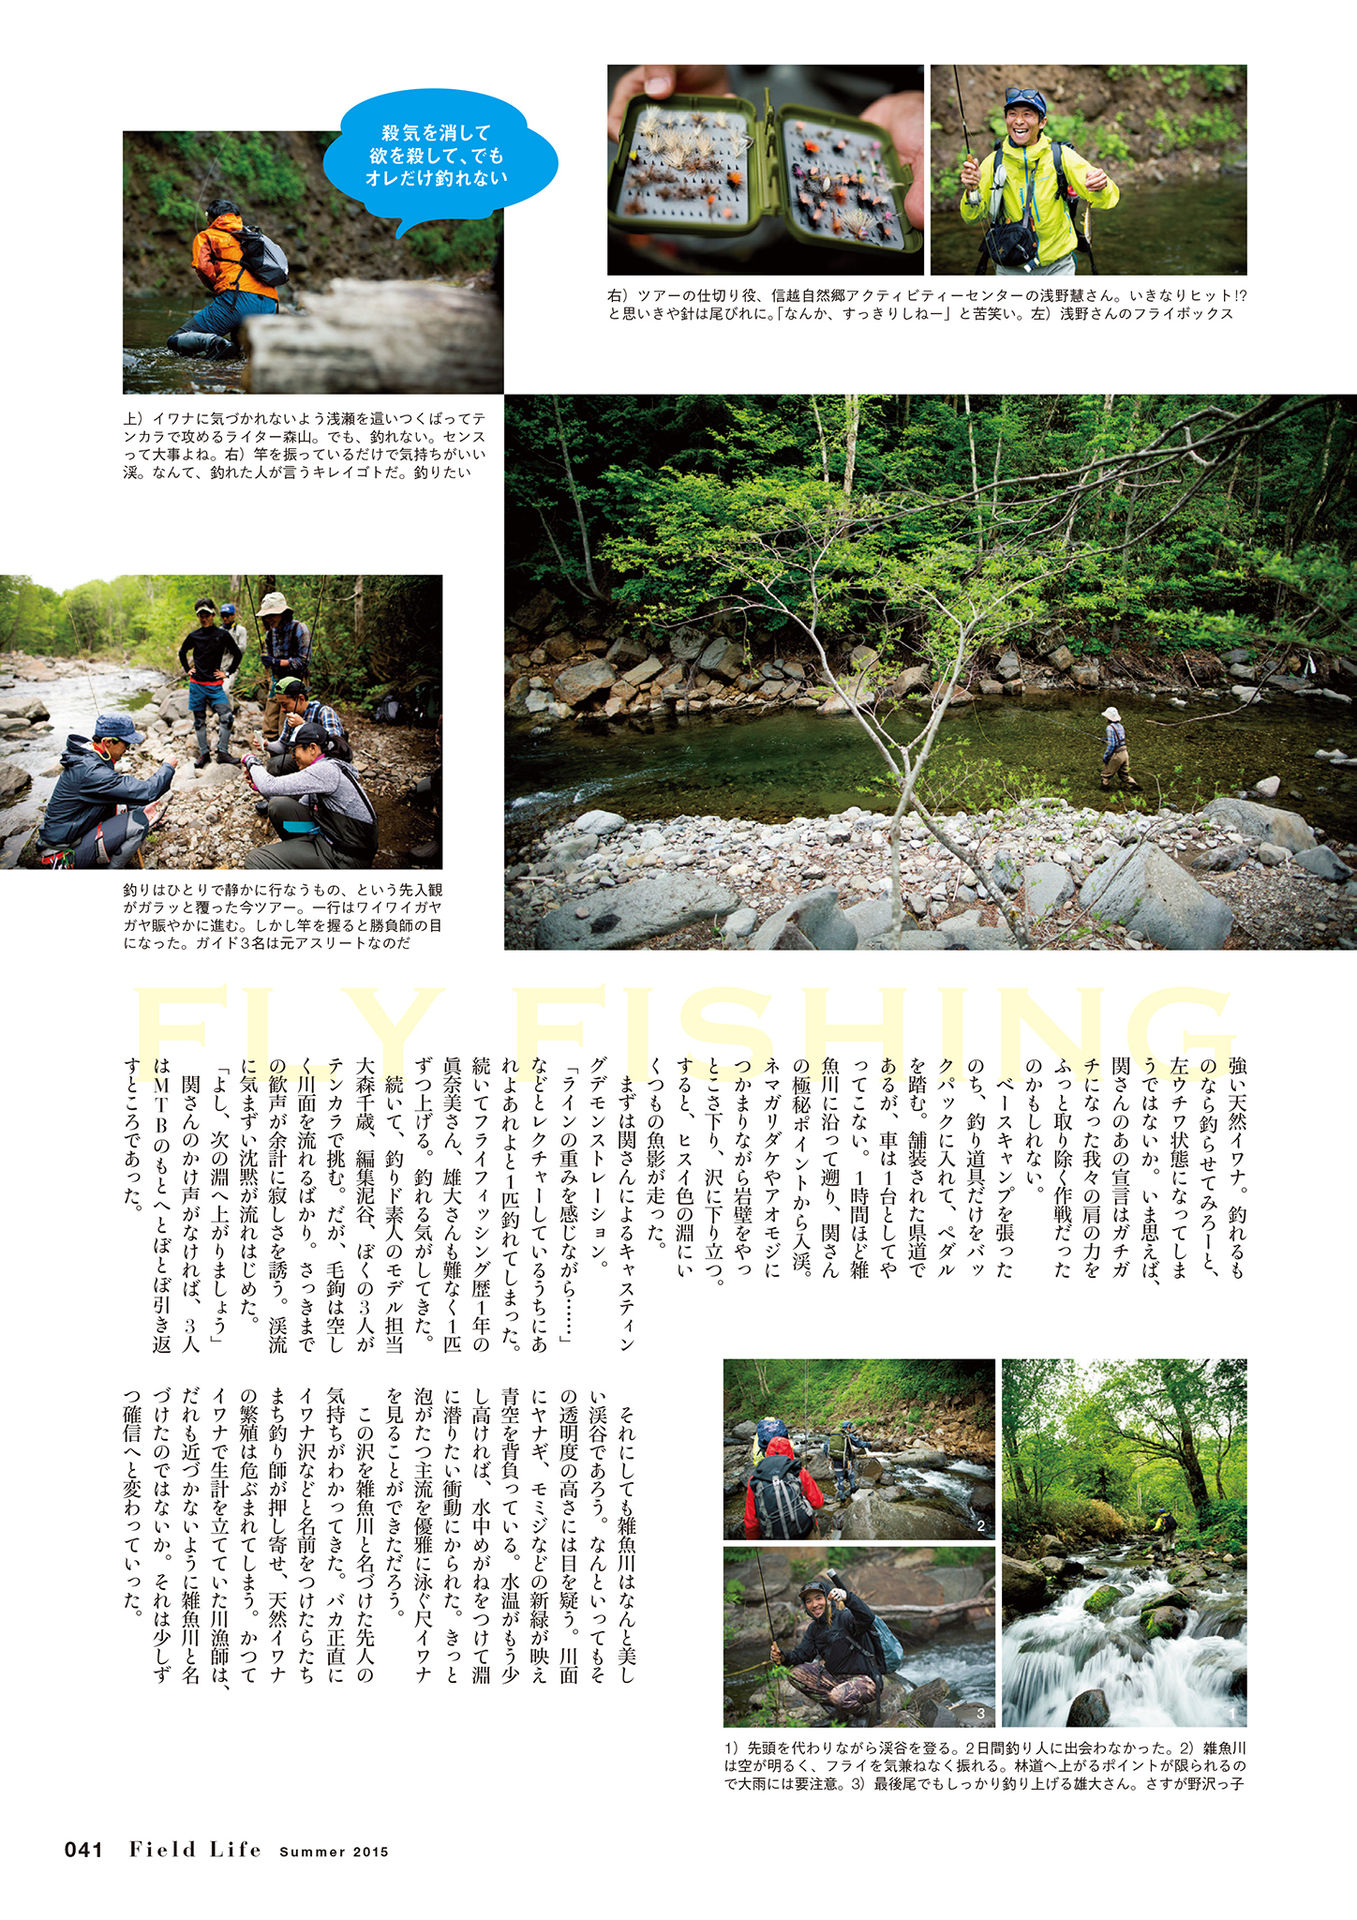 殺気を消して
欲を殺して、でも
オレだけ釣れない
右）ツアーの仕切り役、信越自然郷アクティビティーセンターの浅野慧さん。いきなりヒット!?
と思いきや針は尾びれに。「なんか、すっきりしねー」と苦笑い。左）浅野さんのフライボックス
上）イワナに気づかれないよう浅瀬を這いつくばってテ
ンカラで攻めるライター森山。でも、釣れない。センス
って大事よね。右）竿を振っているだけで気持ちがいい
渓。なんて、釣れた人が言うキレイゴトだ。釣りたい
釣りはひとりで静かに行なうもの、という先入観
がガラッと覆った今ツアー。一行はワイワイガヤ
ガヤ賑やかに進む。しかし竿を握ると勝負師の目
になった。ガイド3名は元アスリートなのだ
FLY FISHING
強い天然イワナ。釣れるも
のなら釣らせてみろーと、
左ウチワ状態になってしま
うではないか。いま思えば、
関さんのあの宣言はガチガ
チになった我々の肩の力を
ふっと取り除く作戦だった
のかもしれない。
ベースキャンプを張った
のち、釣り道具だけをバッ
クパックに入れて、ペダル
を踏む。舗装された県道で
あるが、車は1台としてや
ってこない。1時間ほど雑
魚川に沿って遡り、関さん
の極秘ポイントから入渓。
ネマガリダケやアオモジに
つかまりながら岩壁をやっ
とこさ下り、沢に下り立つ。
すると、ヒスイ色の淵にい
くつもの魚影が走った。
まずは関さんによるキャスティン
グデモンストレーション。
「ラインの重みを感じながら……」
などとレクチャーしているうちにあ
れよあれよと1匹釣れてしまった。
続いてフライフィッシング歴1年の
眞奈美さん、雄大さんも難なく1匹
ずつ上げる。釣れる気がしてきた。
続いて、釣りド素人のモデル担当
大森千歳、編集泥谷、ぼくの3人が
テンカラで挑む。だが、毛鉤は空し
く川面を流れるばかり。さっきまで
の歓声が余計に寂しさを誘う。渓流
に気まずい沈黙が流れはじめた。
「よし、次の淵へ上がりましょう」
関さんのかけ声がなければ、3人
はMTBのもとへとぼとぼ引き返
すところであった。
それにしても雑魚川はなんと美し
い渓谷であろう。なんといってもそ
の透明度の高さには目を疑う。川面
にヤナギ、モミジなどの新緑が映え
青空を背負っている。水温がもう少
し高ければ、水中めがねをつけて淵
に潜りたい衝動にかられた。きっと
泡がたつ主流を優雅に泳ぐ尺イワナ
を見ることができただろう。
この沢を雑魚川と名づけた先人の
気持ちがわかってきた。バカ正直に
イワナ沢などと名前をつけたらたち
まち釣り師が押し寄せ、天然イワナ
の繁殖は危ぶまれてしまう。かつて
イワナで生計を立てていた川漁師は、
だれも近づかないように雑魚川と名
づけたのではないか。それは少しず
つ確信へと変わっていった。
2
3
1
1）先頭を代わりながら渓谷を登る。2日間釣り人に出会わなかった。2）雑魚川
は空が明るく、フライを気兼ねなく振れる。林道へ上がるポイントが限られるの
で大雨には要注意。3）最後尾でもしっかり釣り上げる雄大さん。さすが野沢っ子
041 Field Life Summer 2015